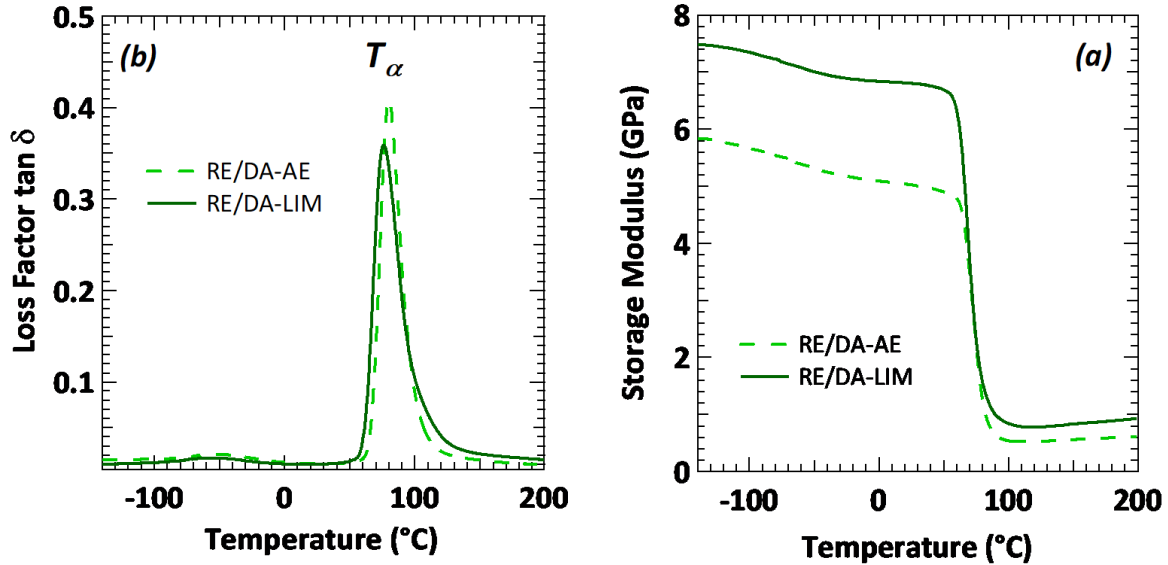 0.5
(b)
Tα
0.4
0.3
0.2
0.1
Loss Factor tan δ
RE/DA-AE
RE/DA-LIM
-100
0
100
200
Temperature (°C)
8
(a)
6
4
2
0
Storage Modulus (GPa)
RE/DA-AE
RE/DA-LIM
-100
0
100
200
Temperature (°C)